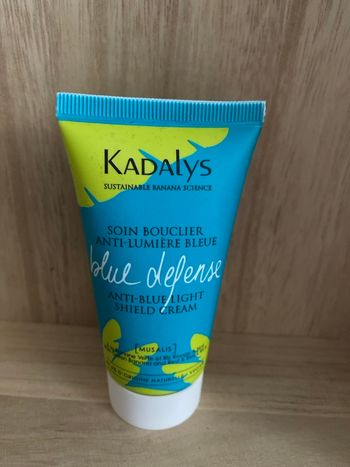 KADALYS
SUSTAINABLE BANANA SCIENCE
SOIN BOUCLIER
ANTI-LUMIÈRE BLEUE
blue defense
ANTI-BLUE LIGHT
SHIELD CREAM
[MUSALIS]